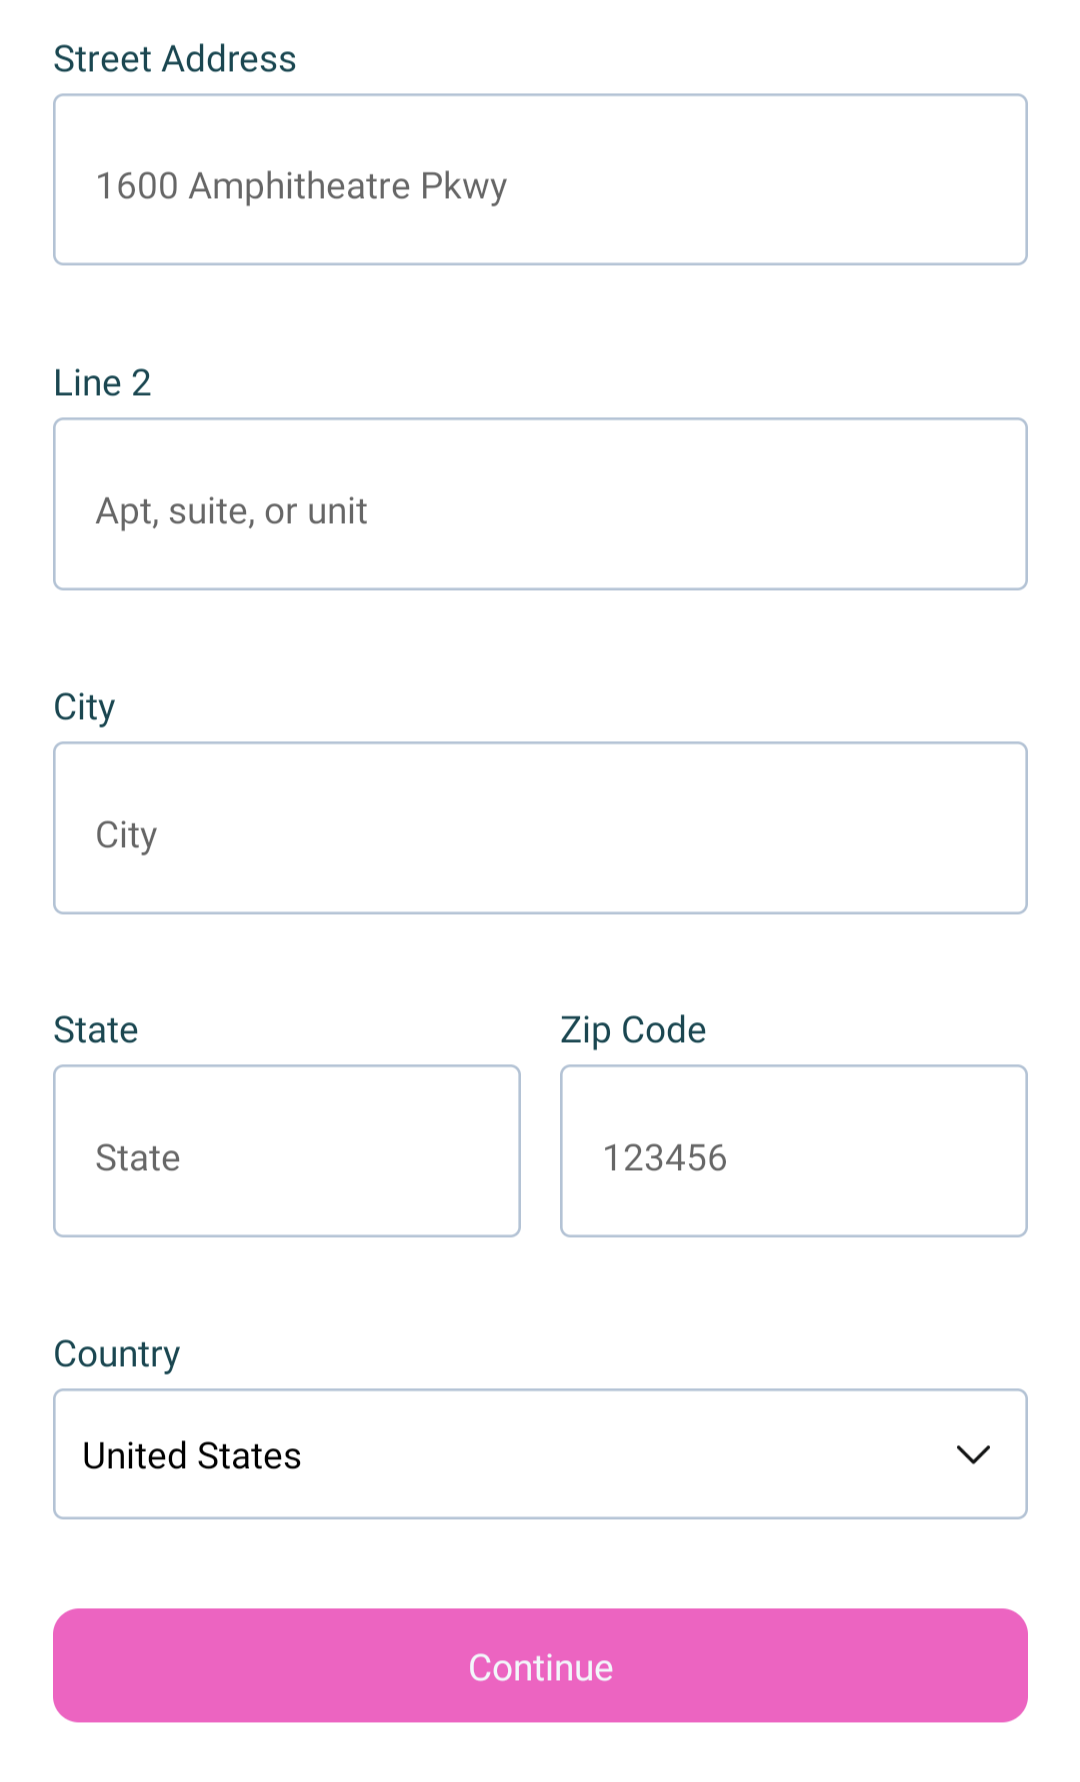 Street Address
1600 Amphitheatre Pkwy
Line 2
Apt, suite, or unit
City
City
State Zip Code
State 123456
Country
United States
Continue